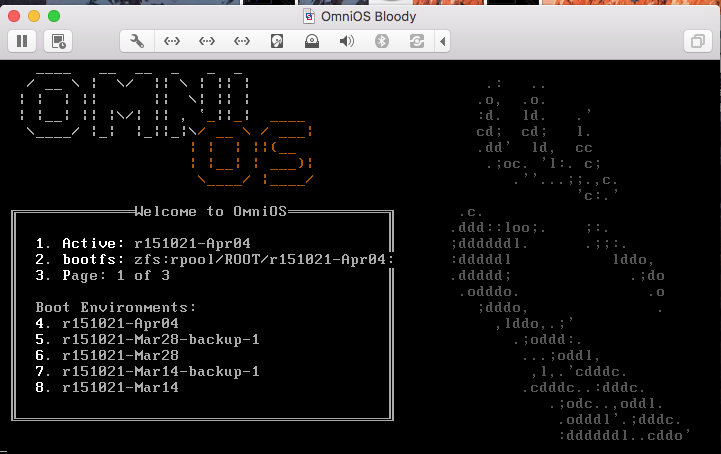 OmniOS Bloody
OMNI
OS
Welcome to OmniOS
1. Active: r151021-Apr04
2. bootfs: zfs:rpool/ROOT/r151021-Apr04:
3. Page: 1 of 3
Boot Environments:
4. r151021-Apr04
5. r151021-Mar28-backup-1
6. r151021-Mar28
7. r151021-Mar14-backup-1
8. r151021-Mar14